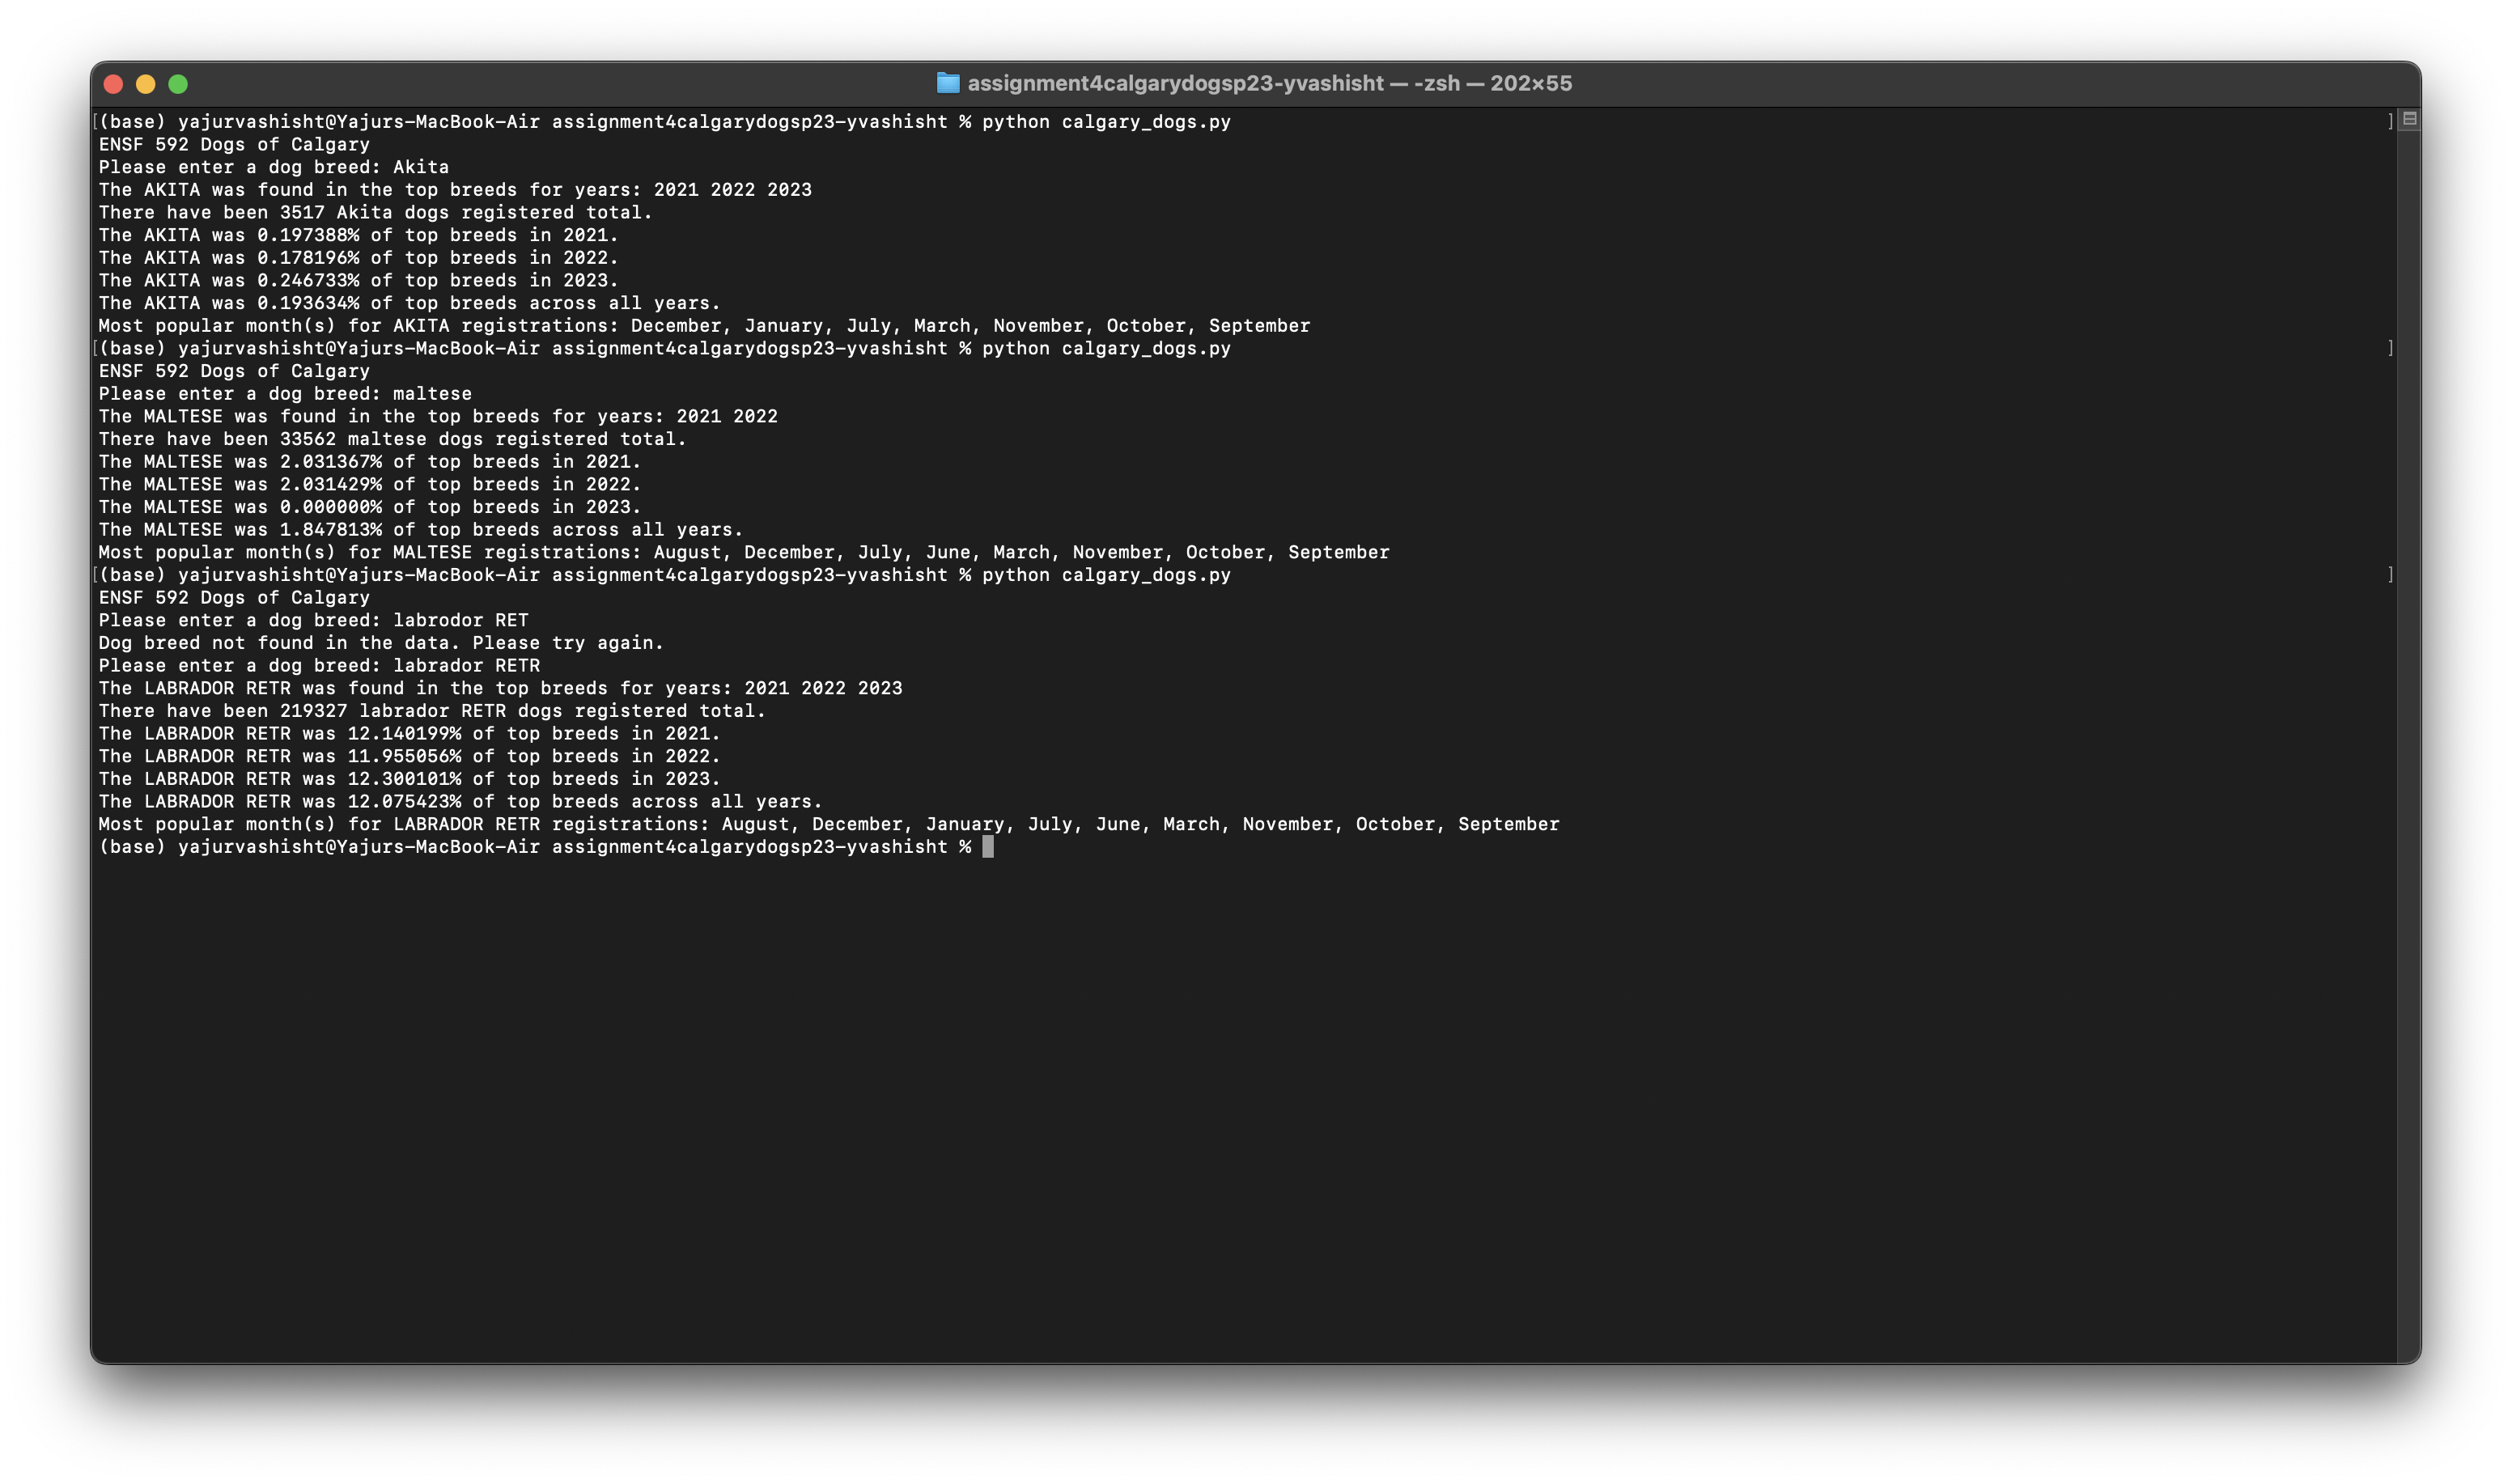 assignment4calgarydogsp23-yvashisht — -zsh — 202×55
[(base) yajurvashisht@Yajurs-MacBook-Air assignment4calgarydogsp23-yvashisht % python calgary_dogs.py ]
ENSF 592 Dogs of Calgary
Please enter a dog breed: Akita
The AKITA was found in the top breeds for years: 2021 2022 2023
There have been 3517 Akita dogs registered total.
The AKITA was 0.197388% of top breeds in 2021.
The AKITA was 0.178196% of top breeds in 2022.
The AKITA was 0.246733% of top breeds in 2023.
The AKITA was 0.193634% of top breeds across all years.
Most popular month(s) for AKITA registrations: December, January, July, March, November, October, September
[(base) yajurvashisht@Yajurs-MacBook-Air assignment4calgarydogsp23-yvashisht % python calgary_dogs.py ]
ENSF 592 Dogs of Calgary
Please enter a dog breed: maltese
The MALTESE was found in the top breeds for years: 2021 2022
There have been 33562 maltese dogs registered total.
The MALTESE was 2.031367% of top breeds in 2021.
The MALTESE was 2.031429% of top breeds in 2022.
The MALTESE was 0.000000% of top breeds in 2023.
The MALTESE was 1.847813% of top breeds across all years.
Most popular month(s) for MALTESE registrations: August, December, July, June, March, November, October, September
[(base) yajurvashisht@Yajurs-MacBook-Air assignment4calgarydogsp23-yvashisht % python calgary_dogs.py ]
ENSF 592 Dogs of Calgary
Please enter a dog breed: labrodor RET
Dog breed not found in the data. Please try again.
Please enter a dog breed: labrador RETR
The LABRADOR RETR was found in the top breeds for years: 2021 2022 2023
There have been 219327 labrador RETR dogs registered total.
The LABRADOR RETR was 12.140199% of top breeds in 2021.
The LABRADOR RETR was 11.955056% of top breeds in 2022.
The LABRADOR RETR was 12.300101% of top breeds in 2023.
The LABRADOR RETR was 12.075423% of top breeds across all years.
Most popular month(s) for LABRADOR RETR registrations: August, December, January, July, June, March, November, October, September
(base) yajurvashisht@Yajurs-MacBook-Air assignment4calgarydogsp23-yvashisht %